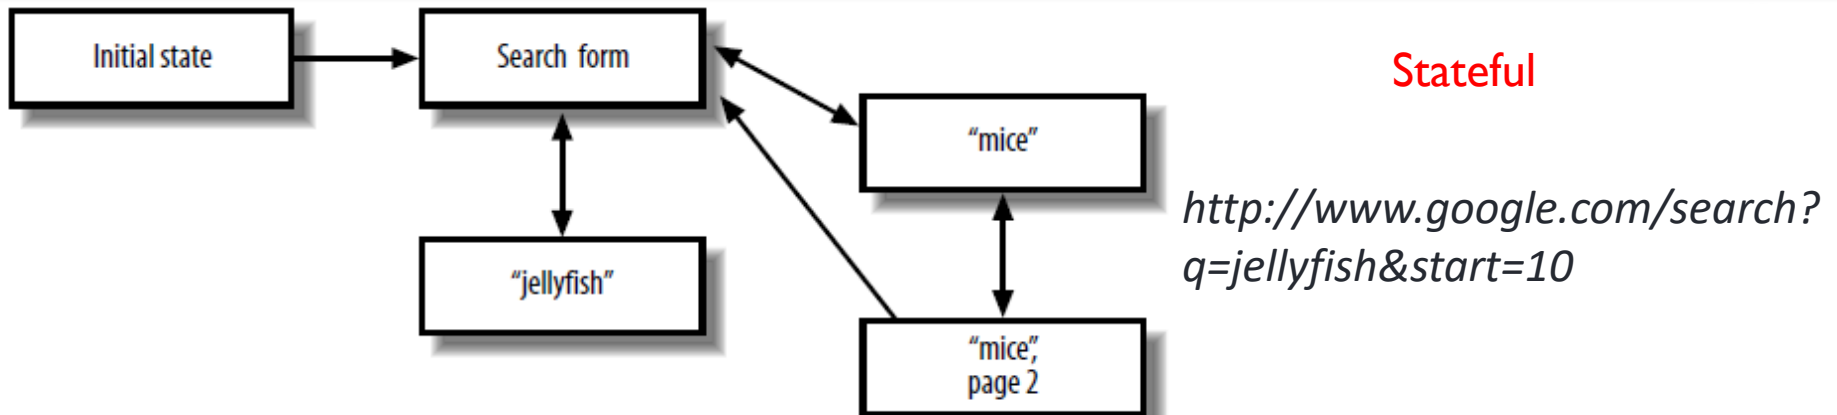 Initial state
Search form
Stateful
“mice”
http://www.google.com/search?
q=jellyfish&start=10
“jellyfish”
“mice”,
page 2